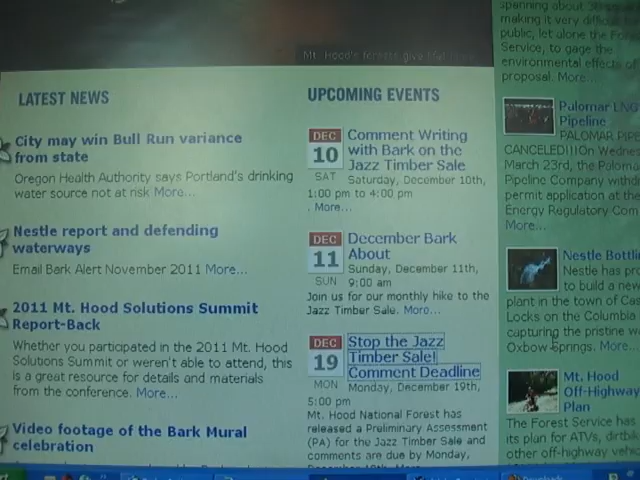 Mt. Hood's forests give
LATEST NEWS
City may win Bull Run variance
from state
Oregon Health Authority says Portland's drinking
water source not at risk More...
Nestle report and defending
waterways
Email Bark Alert November 2011 More...
2011 Mt. Hood Solutions Summit
Report-Back
Whether you participated in the 2011 Mt. Hood
Solutions Summit or weren't able to attend, this
is a great resource for details and materials
from the conference. More...
Video footage of the Bark Mural
celebration
UPCOMING EVENTS
DEC
10
SAT
Comment Writing
with Bark on the
Jazz Timber Sale
Saturday, December 10th,
1:00 pm to 4:00 pm
. More...
DEC
11
SUN
December Bark
About
Sunday, December 11th,
9:00 am
Join us for our monthly hike to the
Jazz Timber Sale. More...
DEC
19
MON
Stop the Jazz
Timber Sale!
Comment Deadline
Monday, December 19th,
5:00 pm
Mt. Hood National Forest has
released a Preliminary Assessment
(PA) for the Jazz Timber Sale and
comments are due by Monday,
spanning about
making it very
public, let alone the
Service, to gage the
environmental effects of
proposal. More...
Palomar LNG
Pipeline
PALOMAR
CANCELED!!!On
March 23rd, the
Pipeline Company
permit application at the
Energy Regulatory
More...
Nestle
Nestle has
to build a new
plant in the town of
Locks on the Columbia
capturing the pristine
Oxbow Springs. More...
Mt. Hood
Off-Highway
Plan
The Forest Service has
its plan for ATVs,
other off-highway